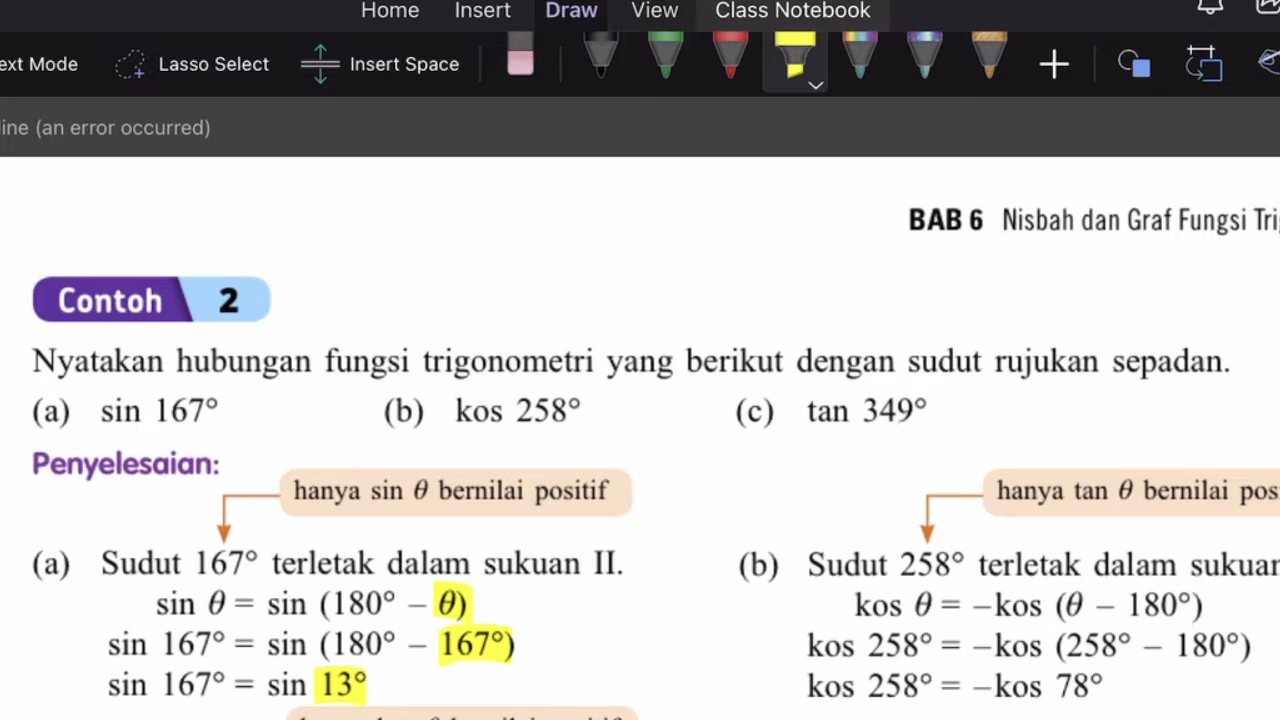 Home Insert Draw View Class Notebook
ext Mode Lasso Select Insert Space
line (an error occurred)
BAB 6 Nisbah dan Graf Fungsi Tri
Contoh 2
Nyatakan hubungan fungsi trigonometri yang berikut dengan sudut rujukan sepadan.
(a) sin 167° (b) kos 258° (c) tan 349°
Penyelesaian:
hanya sin θ bernilai positif
(a) Sudut 167° terletak dalam sukuan II.
sin θ = sin (180° – θ)
sin 167° = sin (180° – 167°)
sin 167° = sin 13°
hanya tan θ bernilai pos
(b) Sudut 258° terletak dalam sukuan
kos θ = –kos (θ – 180°)
kos 258° = –kos (258° – 180°)
kos 258° = –kos 78°